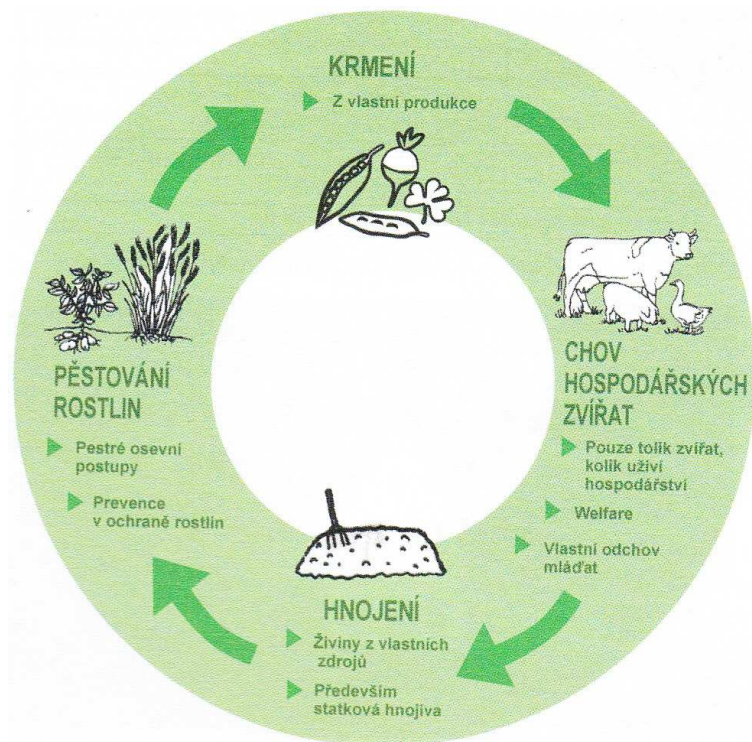 KRMENÍ
Z vlastní produkce
CHOV
HOSPODÁŘSKÝCH
ZVÍŘAT
Pouze tolik zvířat,
kolik uživí
hospodářství
Welfare
Vlastní odchov
mláďat
HNOJENÍ
Živiny z vlastních
zdrojů
Především
statková hnojiva
PĚSTOVÁNÍ
ROSTLIN
Pestré osevní
postupy
Prevence
v ochraně rostlin